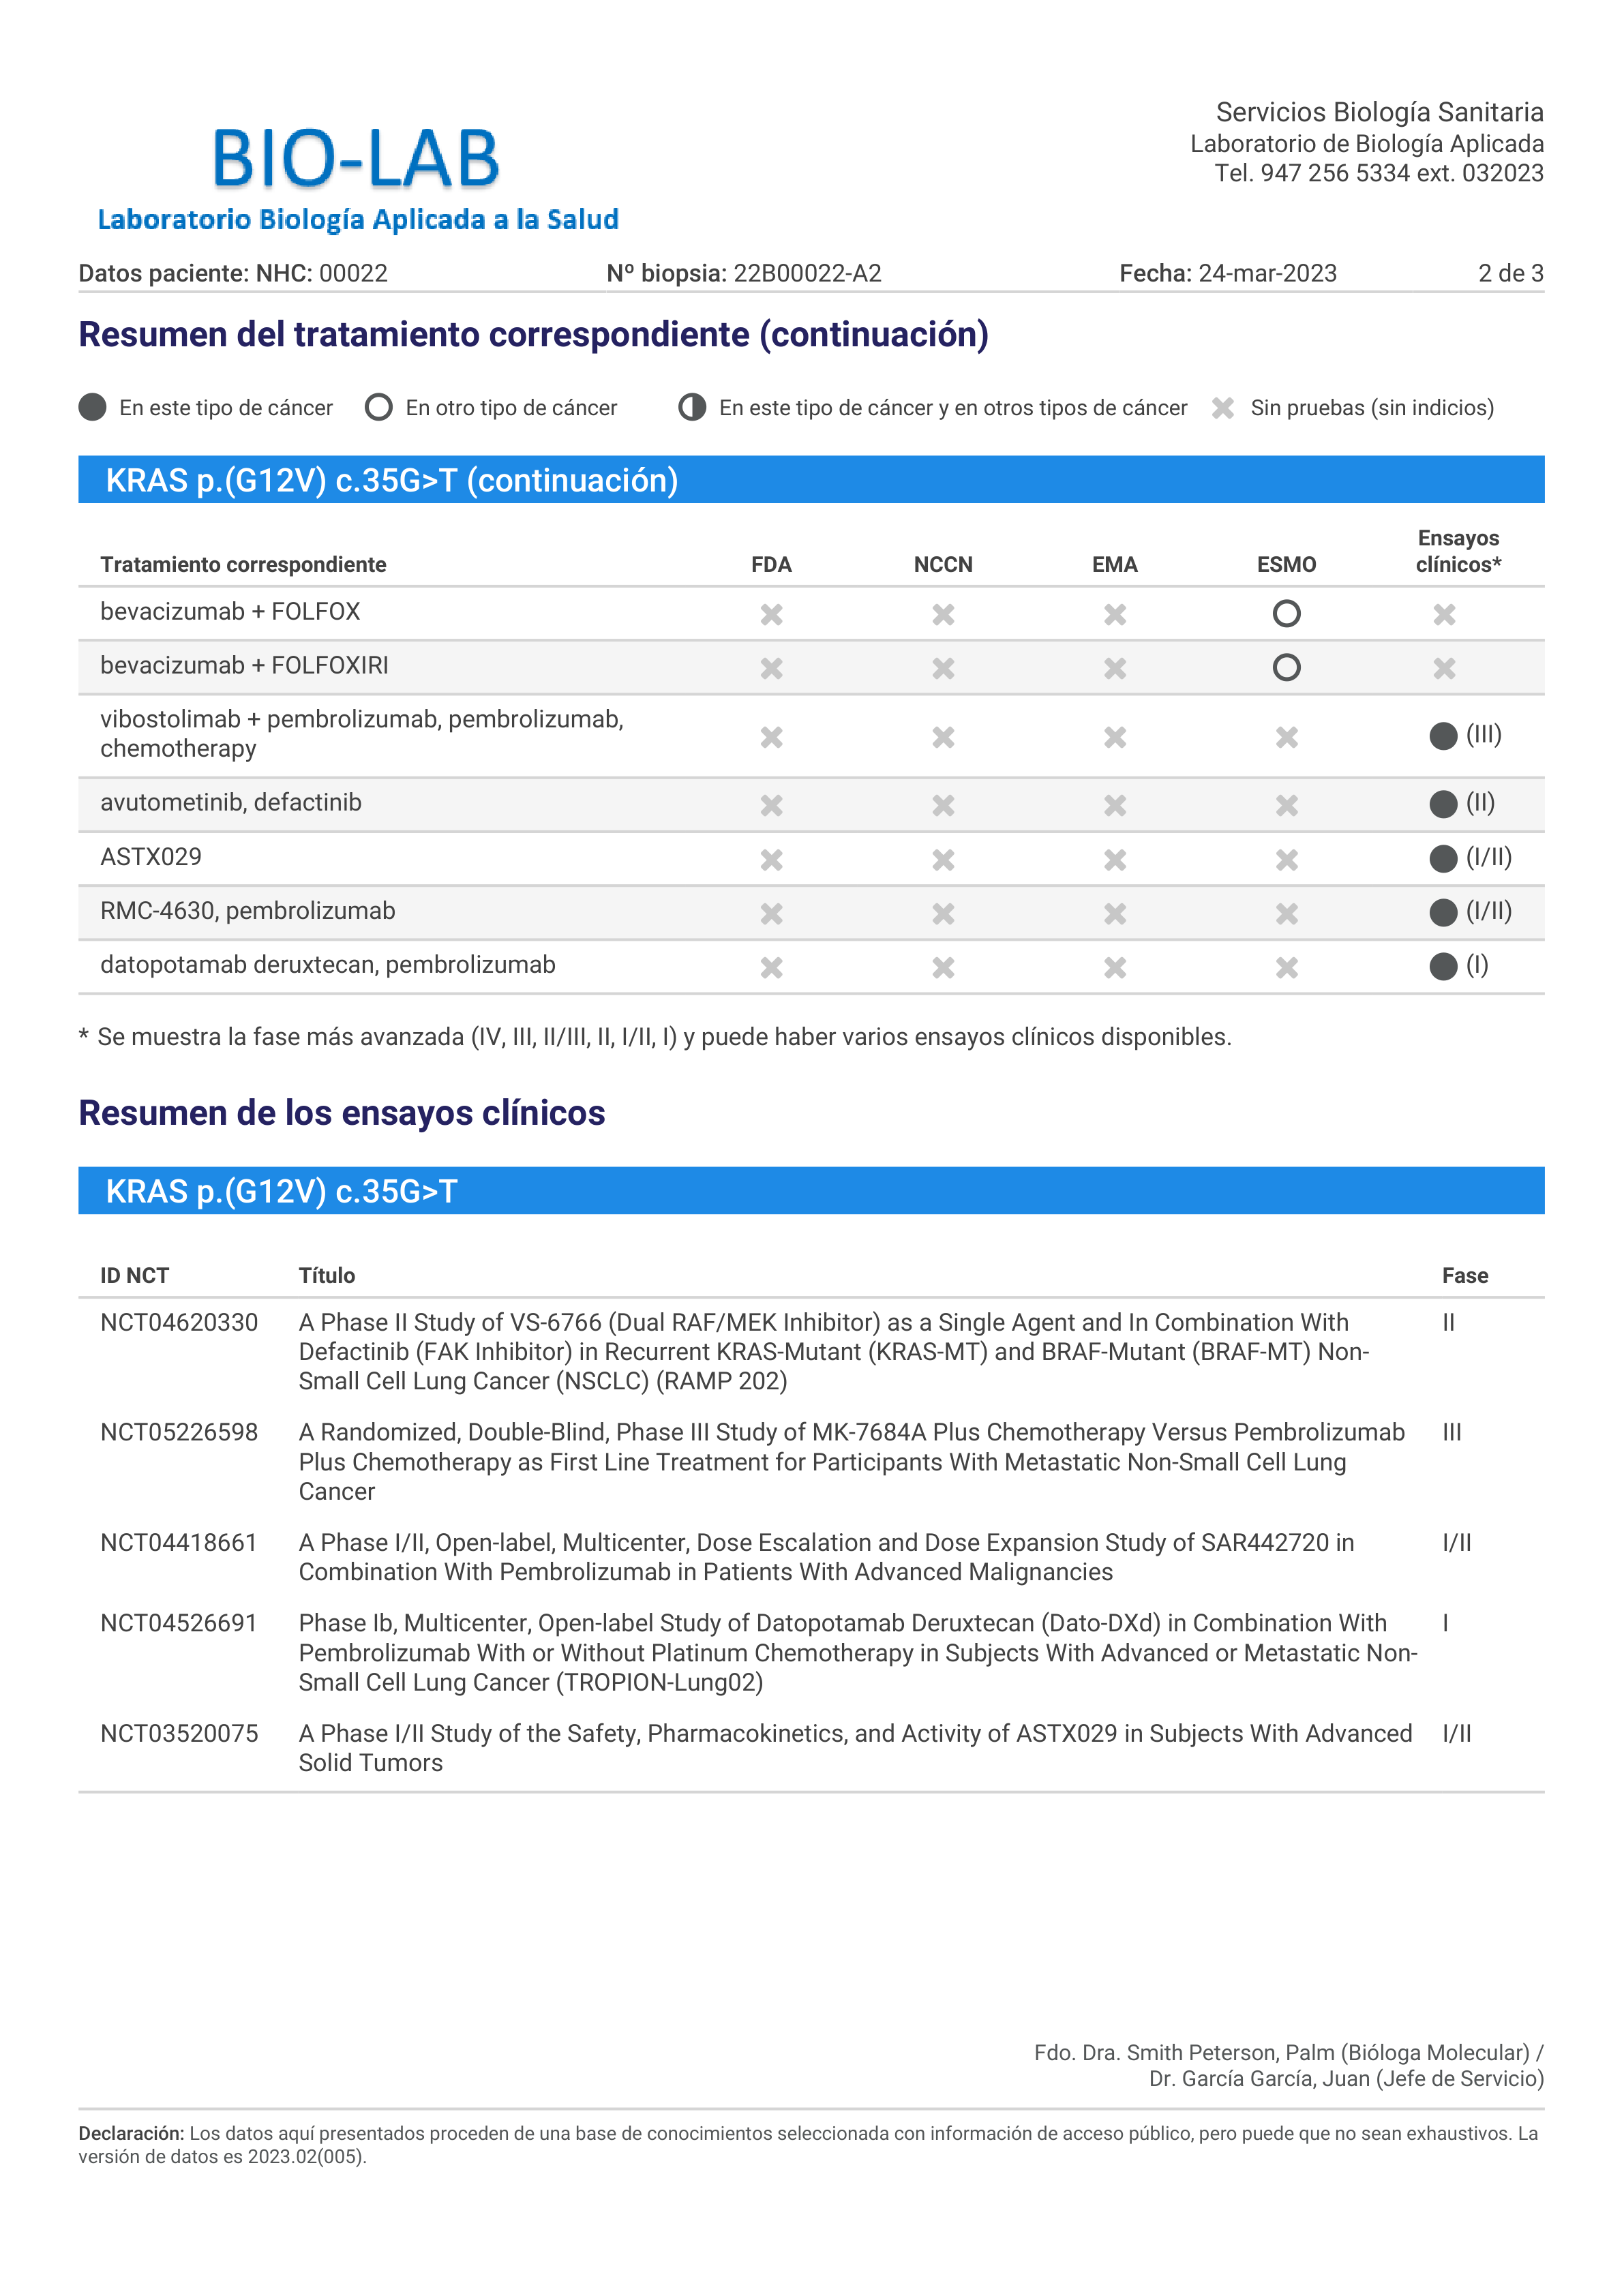 BIO-LAB
Laboratorio Biología Aplicada a la Salud
Servicios Biología Sanitaria
Laboratorio de Biología Aplicada
Tel. 947 256 5334 ext. 032023
Datos paciente: NHC: 00022 Nº biopsia: 22B00022-A2 Fecha: 24-mar-2023 2 de 3
Resumen del tratamiento correspondiente (continuación)
En este tipo de cáncer En otro tipo de cáncer En este tipo de cáncer y en otros tipos de cáncer Sin pruebas (sin indicios)
KRAS p.(G12V) c.35G>T (continuación)
Tratamiento correspondiente FDA NCCN EMA ESMO Ensayos
clínicos*
bevacizumab + FOLFOX
bevacizumab + FOLFOXIRI
vibostolimab + pembrolizumab, pembrolizumab,
chemotherapy (III)
avutometinib, defactinib (II)
ASTX029 (I/II)
RMC-4630, pembrolizumab (I/II)
datopotamab deruxtecan, pembrolizumab (I)
* Se muestra la fase más avanzada (IV, III, II/III, II, I/II, I) y puede haber varios ensayos clínicos disponibles.
Resumen de los ensayos clínicos
KRAS p.(G12V) c.35G>T
ID NCT Título Fase
NCT04620330 A Phase II Study of VS-6766 (Dual RAF/MEK Inhibitor) as a Single Agent and In Combination With II
Defactinib (FAK Inhibitor) in Recurrent KRAS-Mutant (KRAS-MT) and BRAF-Mutant (BRAF-MT) Non-
Small Cell Lung Cancer (NSCLC) (RAMP 202)
NCT05226598 A Randomized, Double-Blind, Phase III Study of MK-7684A Plus Chemotherapy Versus Pembrolizumab III
Plus Chemotherapy as First Line Treatment for Participants With Metastatic Non-Small Cell Lung
Cancer
NCT04418661 A Phase I/II, Open-label, Multicenter, Dose Escalation and Dose Expansion Study of SAR442720 in I/II
Combination With Pembrolizumab in Patients With Advanced Malignancies
NCT04526691 Phase Ib, Multicenter, Open-label Study of Datopotamab Deruxtecan (Dato-DXd) in Combination With I
Pembrolizumab With or Without Platinum Chemotherapy in Subjects With Advanced or Metastatic Non-
Small Cell Lung Cancer (TROPION-Lung02)
NCT03520075 A Phase I/II Study of the Safety, Pharmacokinetics, and Activity of ASTX029 in Subjects With Advanced I/II
Solid Tumors
Fdo. Dra. Smith Peterson, Palm (Bióloga Molecular) /
Dr. García García, Juan (Jefe de Servicio)
Declaración: Los datos aquí presentados proceden de una base de conocimientos seleccionada con información de acceso público, pero puede que no sean exhaustivos. La
versión de datos es 2023.02(005).